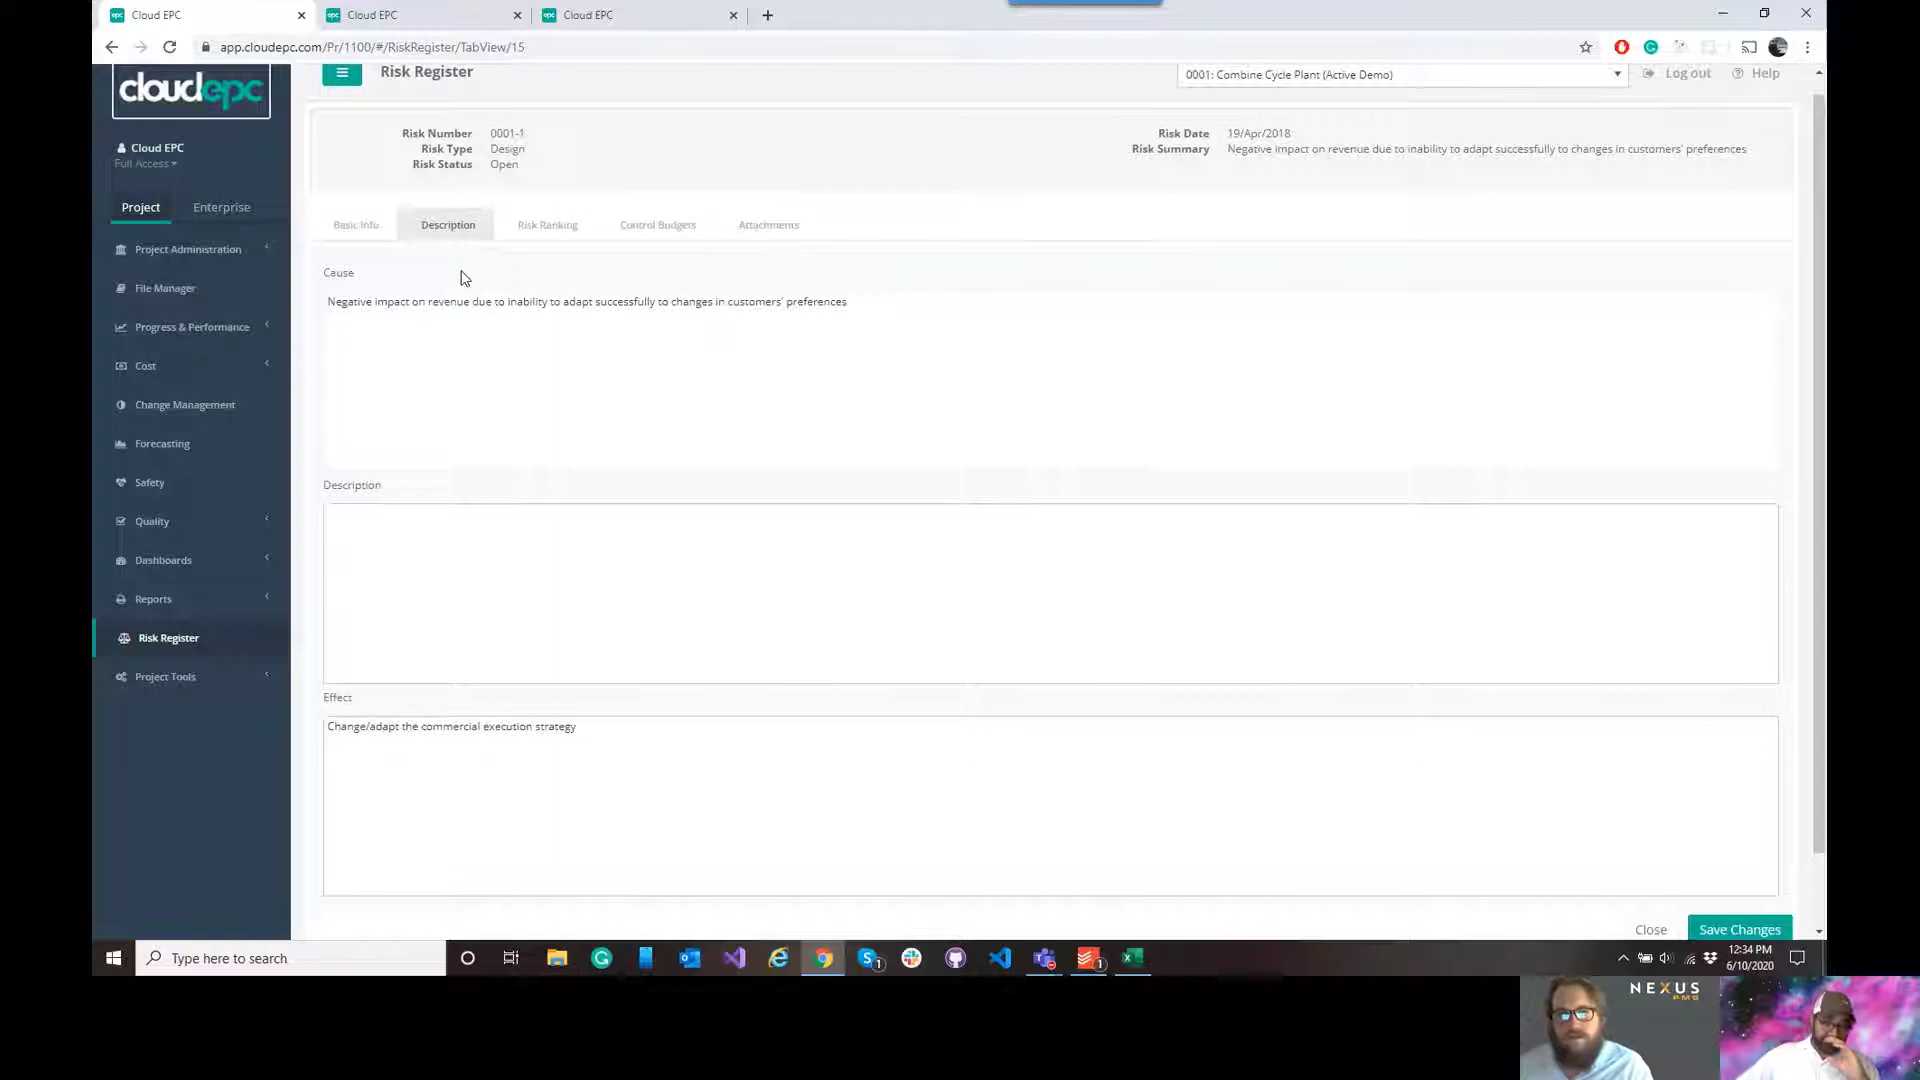 Cloud EPC
Cloud EPC
Cloud EPC
app.cloudepc.com/Pr/1100/#/RiskRegister/TabView/15
cloudepc
Risk Register
0001: Combine Cycle Plant (Active Demo)
Log out
Help
Cloud EPC
Full Access
Project
Enterprise
Project Administration
File Manager
Progress & Performance
Cost
Change Management
Forecasting
Safety
Quality
Dashboards
Reports
Risk Register
Project Tools
Risk Number 0001-1
Risk Type Design
Risk Status Open
Risk Date 19/Apr/2018
Risk Summary Negative impact on revenue due to inability to adapt successfully to changes in customers' preferences
Basic Info
Description
Risk Ranking
Control Budgets
Attachments
Cause
Negative impact on revenue due to inability to adapt successfully to changes in customers' preferences
Description
Effect
Change/adapt the commercial execution strategy
Close
Save Changes
Type here to search
12:34 PM
6/10/2020
NEXUS
PMG